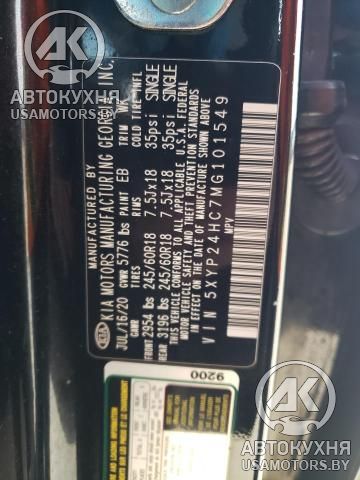 АВТОКУХНЯ
USAMOTORS.BY
MANUFACTURED BY
KIA MOTORS MANUFACTURING GEORGIA, INC.
JUL/16/20 GVWR 5776 lbs PAINT EB TRIM WK
GAWR TIRES RIMS COLD TIRE INFL
FRONT 2954 lbs 245/60R18 7.5Jx18 35psi SINGLE
REAR 3196 lbs 245/60R18 7.5Jx18 35psi SINGLE
THIS VEHICLE CONFORMS TO ALL APPLICABLE U.S.A. FEDERAL
MOTOR VEHICLE SAFETY AND THEFT PREVENTION STANDARDS
IN EFFECT ON THE DATE OF MANUFACTURE SHOWN ABOVE
VIN 5XYP24HC7MG101549
MPV
9200
АВТОКУХНЯ
USAMOTORS.BY